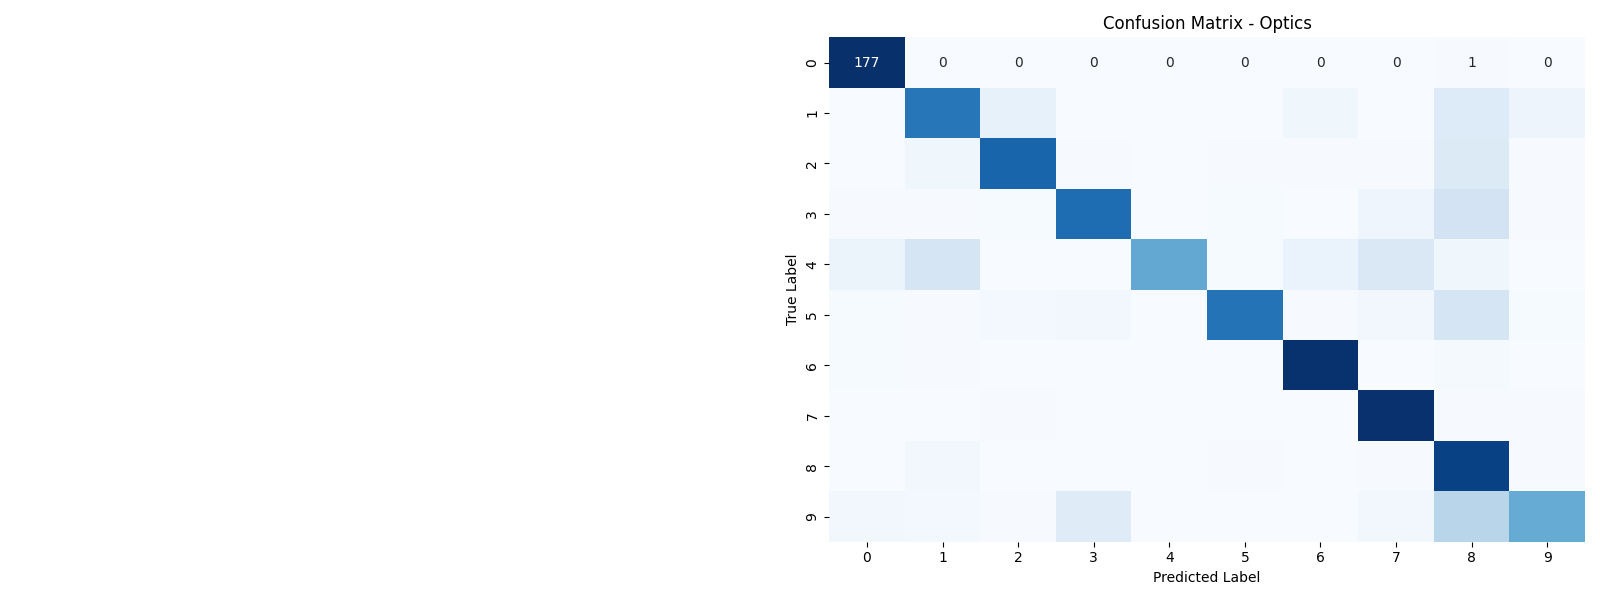 Confusion Matrix - Optics
True Label
0 177 0 0 0 0 0 0 0 1 0
1
2
3
4
5
6
7
8
9
0 1 2 3 4 5 6 7 8 9
Predicted Label